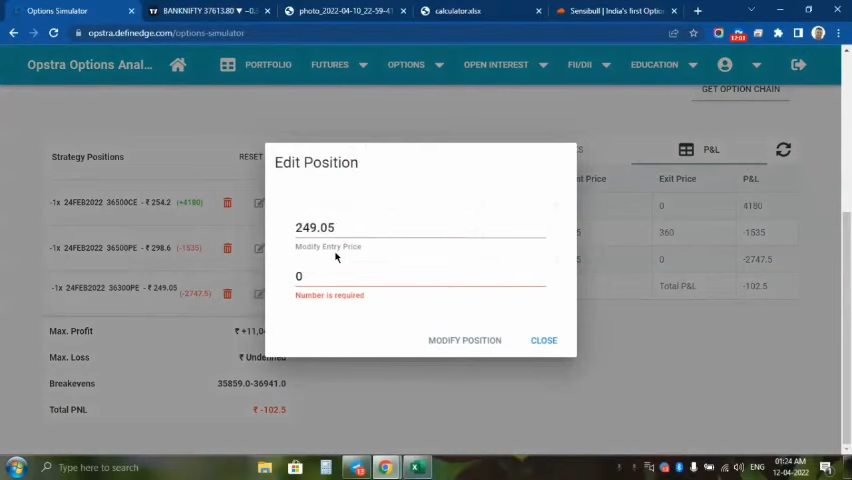 Options Simulator
BANKNIFTY 37613.80
photo_2022-04-10_22-59-41
calculator.xlsx
Sensibull | India's first Option
opstra.definedge.com/options-simulator
Opstra Options Anal...
PORTFOLIO
FUTURES
OPTIONS
OPEN INTEREST
FII/DII
EDUCATION
GET OPTION CHAIN
Strategy Positions
RESET
P&L
Exit Price
P&L
-1x 24FEB2022 36500CE - ₹ 254.2 (+4180)
0
4180
-1x 24FEB2022 36500PE - ₹ 298.6 (-1535)
360
-1535
-1x 24FEB2022 36300PE - ₹ 249.05 (-2747.5)
0
-2747.5
Total P&L
-102.5
Edit Position
249.05
Modify Entry Price
0
Number is required
MODIFY POSITION
CLOSE
Max. Profit
Max. Loss
Breakevens
35859.0-36941.0
Total PNL
₹ -102.5
Type here to search
ENG
01:24 AM
12-04-2022